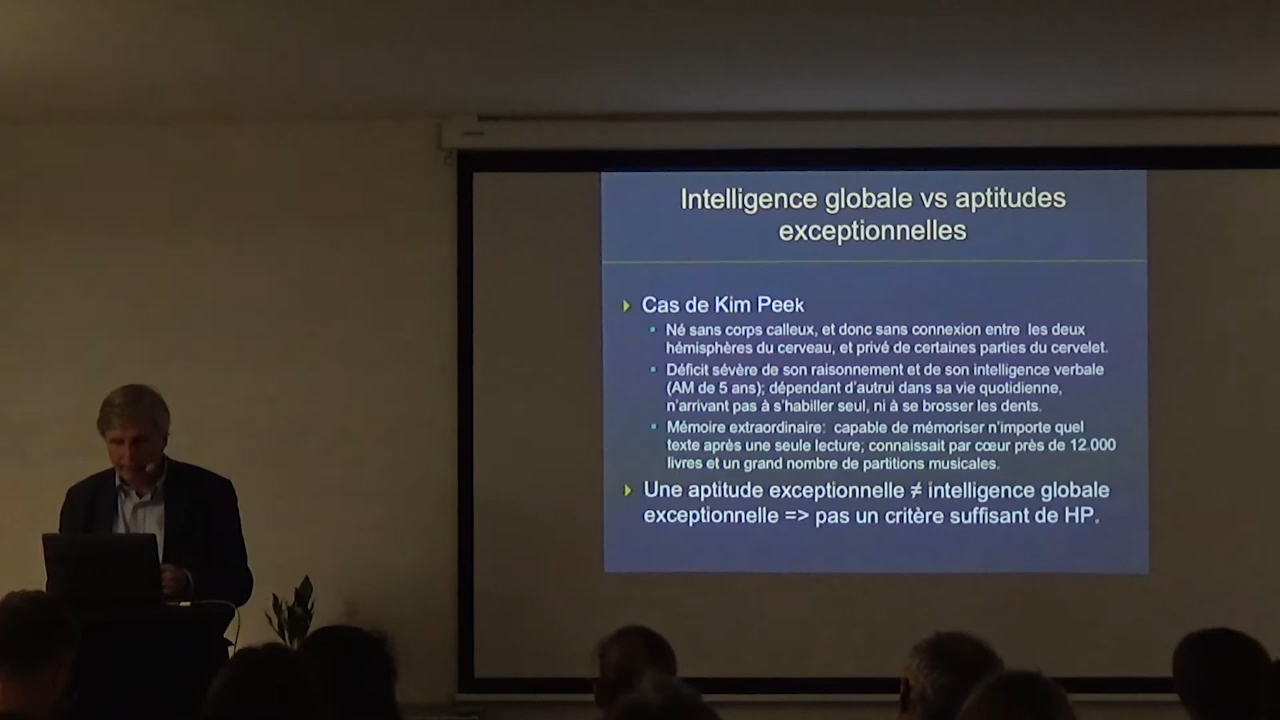 Intelligence globale vs aptitudes
exceptionnelles
Cas de Kim Peek
Né sans corps calleux, et donc sans connexion entre les deux
hémisphères du cerveau, et privé de certaines parties du cervelet.
Déficit sévère de son raisonnement et de son intelligence verbale
(AM de 5 ans); dépendant d'autrui dans sa vie quotidienne,
n'arrivant pas à s'habiller seul, ni à se brosser les dents.
Mémoire extraordinaire: capable de mémoriser n'importe quel
texte après une seule lecture; connaissait par cœur près de 12.000
livres et un grand nombre de partitions musicales.
Une aptitude exceptionnelle ≠ intelligence globale
exceptionnelle => pas un critère suffisant de HP.